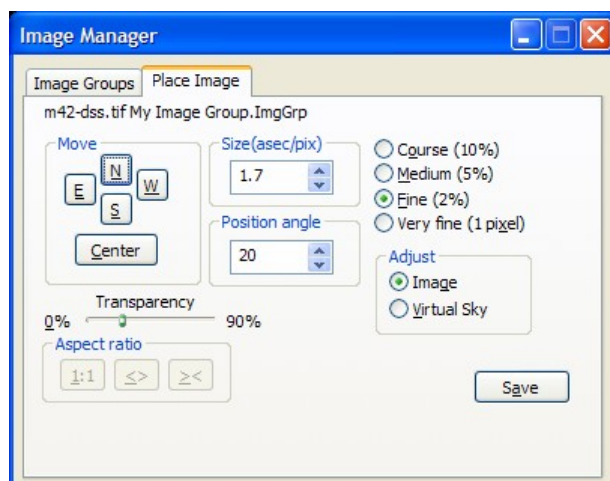 Image Manager
Image Groups
Place Image
m42-dss.tif My Image Group.ImgGrp
Move
N
E
W
S
Center
Size(asec/pix)
1.7
Position angle
20
Course (10%)
Medium (5%)
Fine (2%)
Very fine (1 pixel)
Adjust
Image
Virtual Sky
Transparency
0%
90%
Aspect ratio
1:1
<>
><
Save